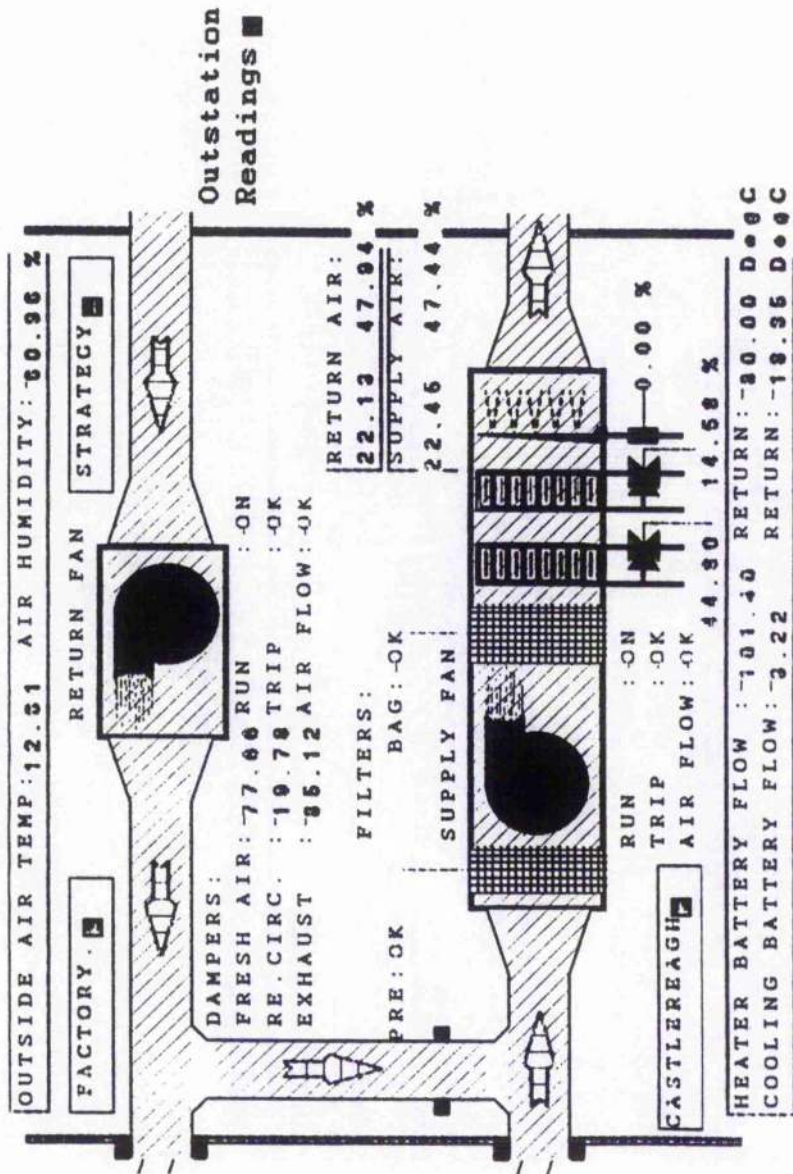 OUTSIDE AIR TEMP: 12.81 AIR HUMIDITY: 60.96 %
FACTORY.
RETURN FAN
STRATEGY
DAMPERS:
FRESH AIR: 77.66 RUN : ON
RE.CIRC. : 19.78 TRIP : OK
EXHAUST : 85.12 AIR FLOW: OK
Outstation
Readings
FILTERS:
PRE: OK BAG: OK
RETURN AIR:
22.13 47.94 %
SUPPLY AIR:
22.45 47.44 %
SUPPLY FAN
RUN : ON
TRIP : OK
AIR FLOW: OK
0.00 %
44.80 14.58 %
CASTLEREAGH
HEATER BATTERY FLOW : 101.40 RETURN: 80.00 DegC
COOLING BATTERY FLOW: 9.22 RETURN: 18.35 DegC